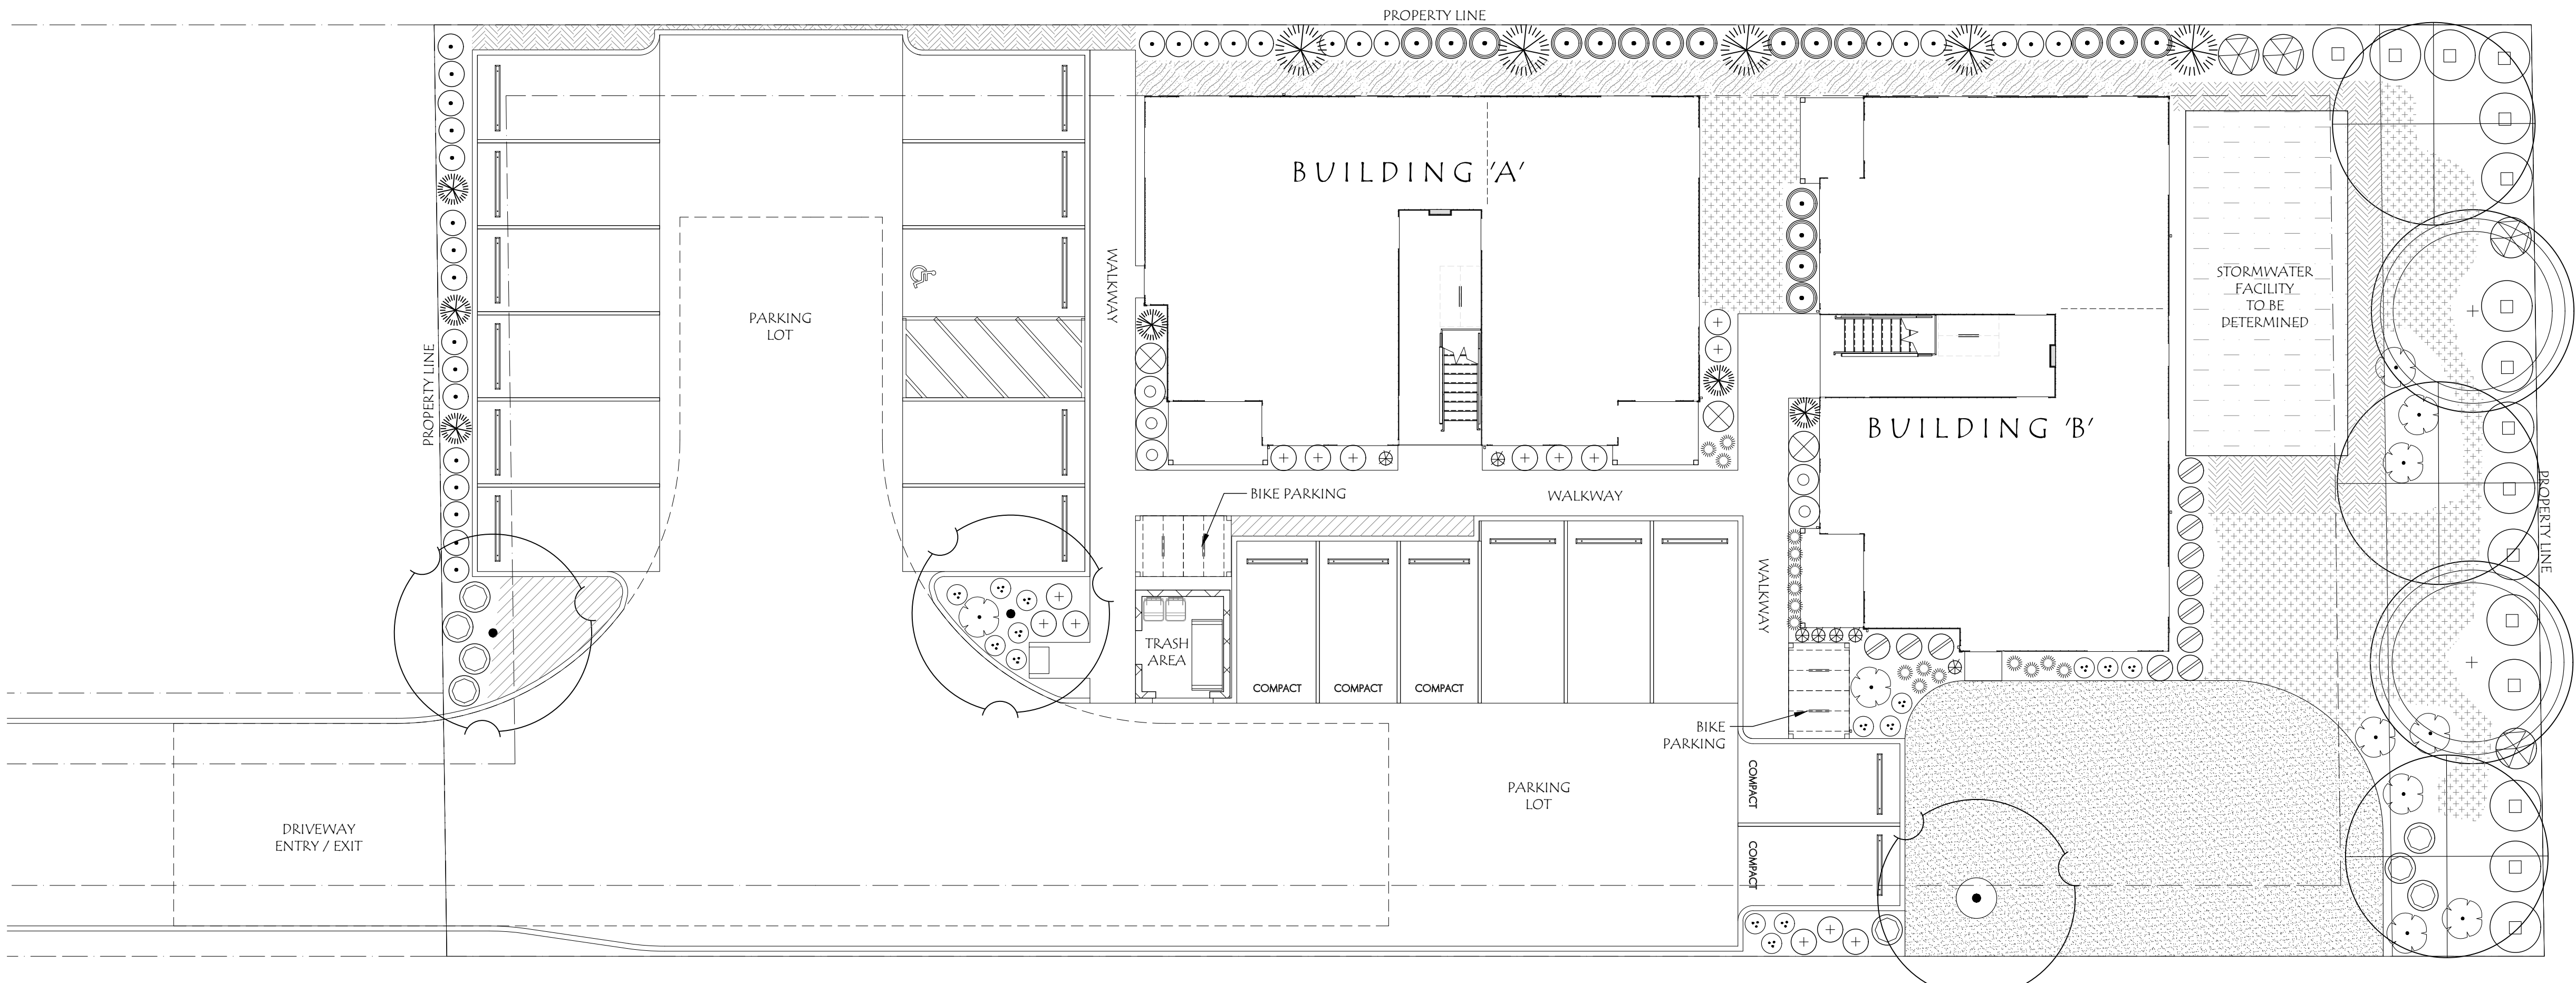 PROPERTY LINE
BUILDING 'A'
WALKWAY
STORMWATER
FACILITY
TO BE
DETERMINED
PARKING
LOT
PROPERTY LINE
BUILDING 'B'
PROPERTY LINE
BIKE PARKING
WALKWAY
WALKWAY
TRASH
AREA
COMPACT
COMPACT
COMPACT
BIKE
PARKING
COMPACT
PARKING
LOT
DRIVEWAY
ENTRY / EXIT
COMPACT